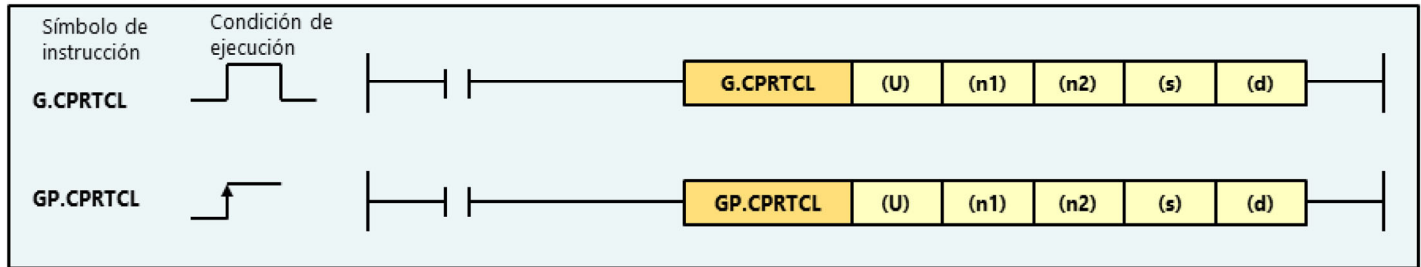 Símbolo de instrucción
Condición de ejecución
G.CPRTCL
G.CPRTCL (U) (n1) (n2) (s) (d)
GP.CPRTCL
GP.CPRTCL (U) (n1) (n2) (s) (d)